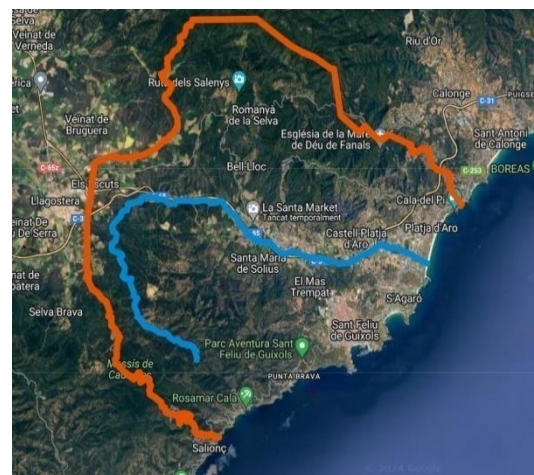 Selva
Veïnat de
Verneda
Riu d'Or
Calonge
C-31
PUIGSE
Ruta dels Salenys
Romanyà
de la Selva
Veïnat de
Bruguera
Església de la Mare
de Déu de Fanals
Sant Antoni
de Calonge
C-65
Bell-Lloc
C-253
BOREAS
Llagostera
La Santa Market
Tancat temporalment
Cala del Pi
Castell-Platja
d'Aro
Platja d'Aro
Santa Maria
de Solius
El Mas
Trempat
S'Agaró
Selva Brava
Sant Feliu
de Guíxols
Parc Aventura Sant
Feliu de Guíxols
Massís de
PUNTA BRAVA
Rosamar Cala
Salionç